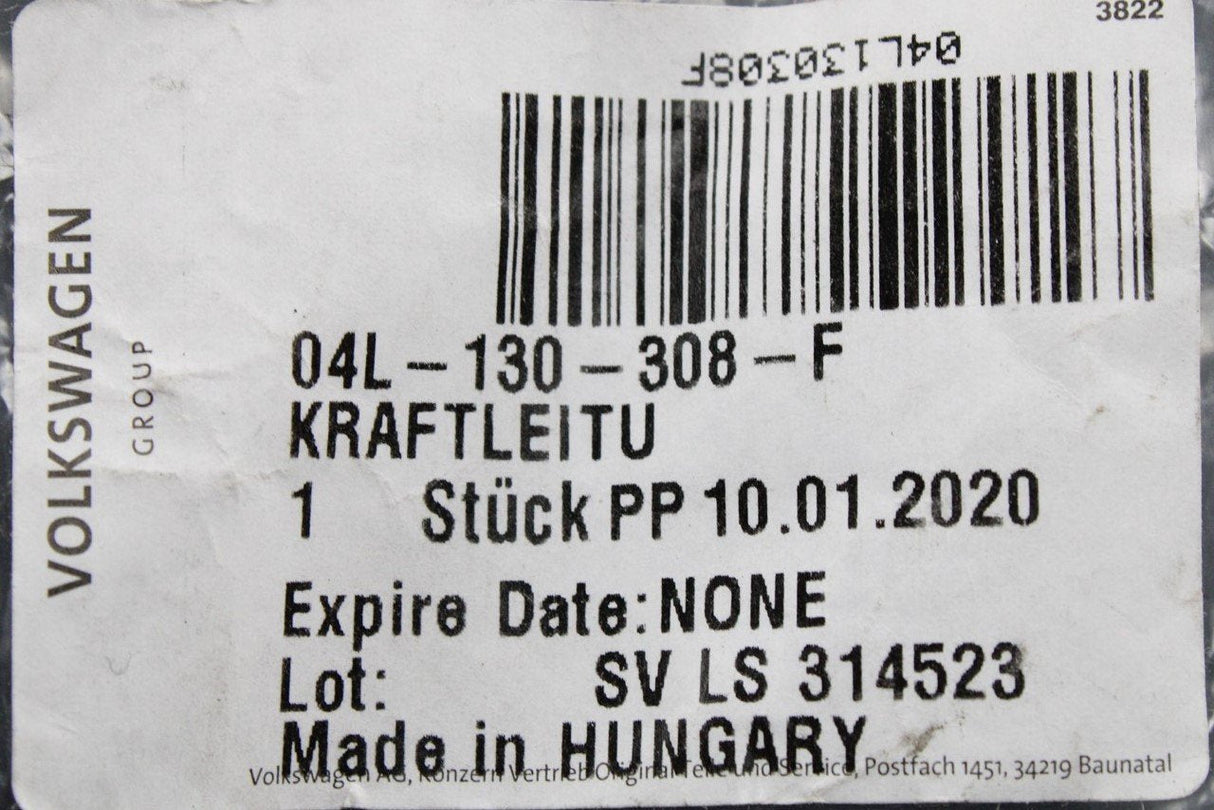 3822
04L130308F
VOLKSWAGEN
GROUP
04L-130-308-F
KRAFTLEITU
1 Stück PP 10.01.2020
Expire Date:NONE
Lot: SV LS 314523
Made in HUNGARY
Volkswagen AG, Konzern Vertrieb Original Teile und Service, Postfach 1451, 34219 Baunatal